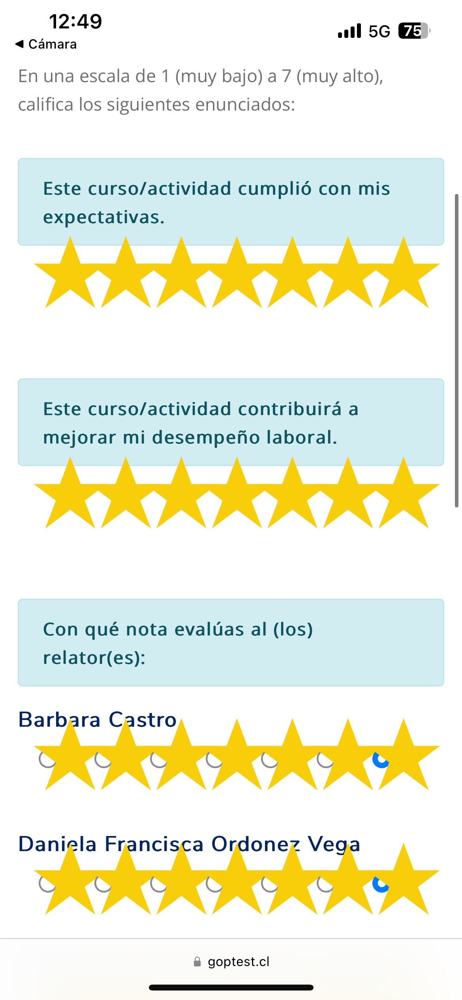 12:49
Cámara
5G 75
En una escala de 1 (muy bajo) a 7 (muy alto),
califica los siguientes enunciados:
Este curso/actividad cumplió con mis
expectativas.
Este curso/actividad contribuirá a
mejorar mi desempeño laboral.
Con qué nota evalúas al (los)
relator(es):
Barbara Castro
Daniela Francisca Ordonez Vega
goptest.cl